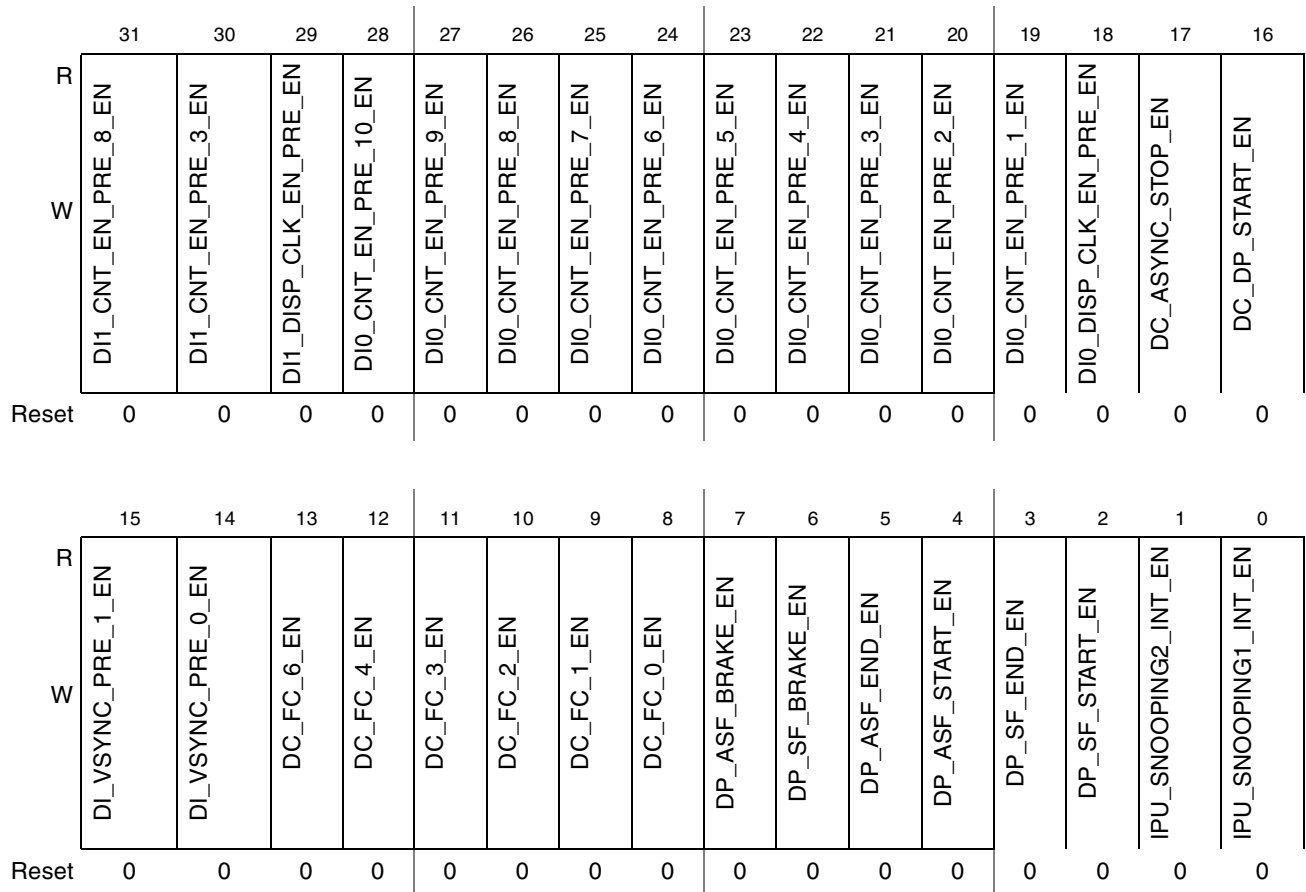 31 30 29 28 27 26 25 24 23 22 21 20 19 18 17 16
R
W
DI1_CNT_EN_PRE_8_EN
DI1_CNT_EN_PRE_3_EN
DI1_DISP_CLK_EN_PRE_EN
DI0_CNT_EN_PRE_10_EN
DI0_CNT_EN_PRE_9_EN
DI0_CNT_EN_PRE_8_EN
DI0_CNT_EN_PRE_7_EN
DI0_CNT_EN_PRE_6_EN
DI0_CNT_EN_PRE_5_EN
DI0_CNT_EN_PRE_4_EN
DI0_CNT_EN_PRE_3_EN
DI0_CNT_EN_PRE_2_EN
DI0_CNT_EN_PRE_1_EN
DI0_DISP_CLK_EN_PRE_EN
DC_ASYNC_STOP_EN
DC_DP_START_EN
Reset 0 0 0 0 0 0 0 0 0 0 0 0 0 0 0 0
15 14 13 12 11 10 9 8 7 6 5 4 3 2 1 0
R
W
DI_VSYNC_PRE_1_EN
DI_VSYNC_PRE_0_EN
DC_FC_6_EN
DC_FC_4_EN
DC_FC_3_EN
DC_FC_2_EN
DC_FC_1_EN
DC_FC_0_EN
DP_ASF_BRAKE_EN
DP_SF_BRAKE_EN
DP_ASF_END_EN
DP_ASF_START_EN
DP_SF_END_EN
DP_SF_START_EN
IPU_SNOOPING2_INT_EN
IPU_SNOOPING1_INT_EN
Reset 0 0 0 0 0 0 0 0 0 0 0 0 0 0 0 0